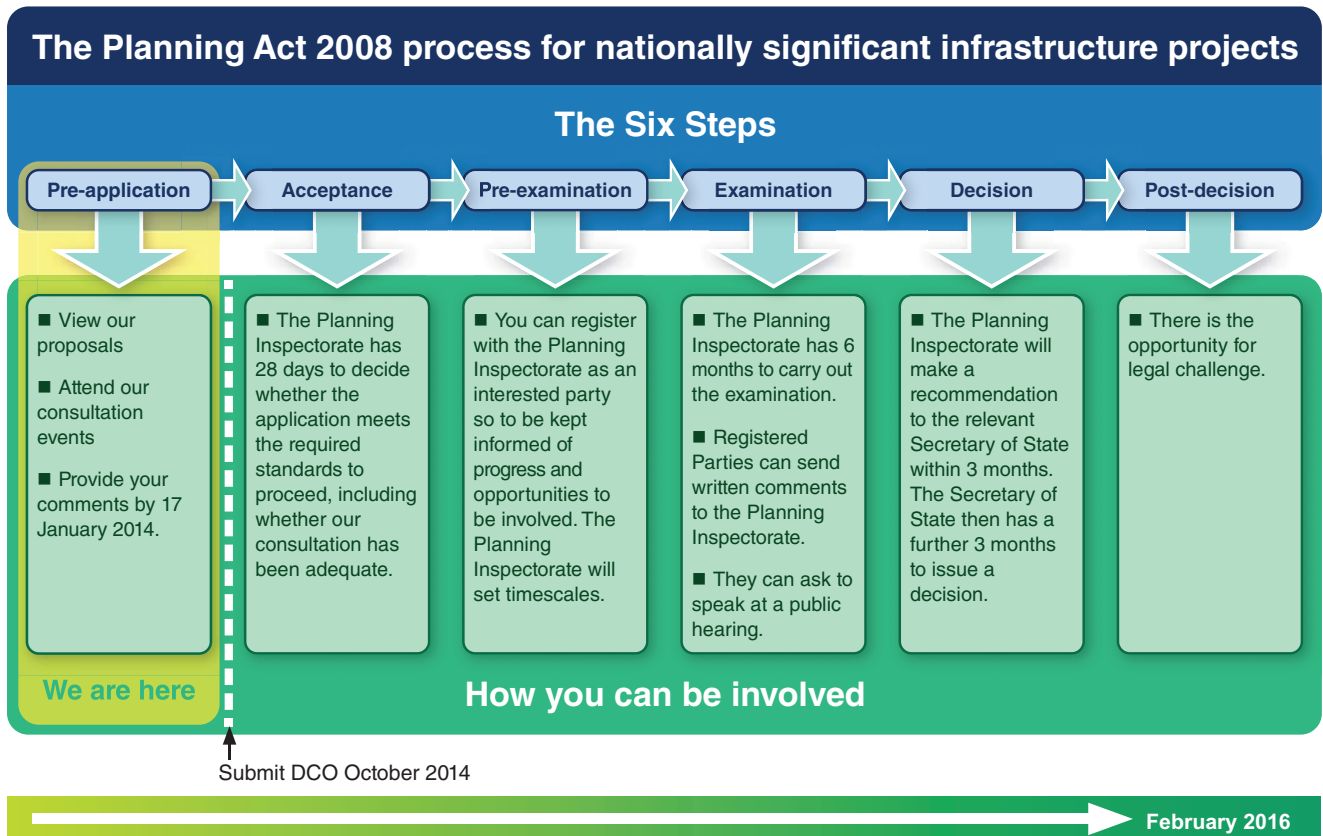 The Planning Act 2008 process for nationally significant infrastructure projects
The Six Steps
Pre-application
Acceptance
Pre-examination
Examination
Decision
Post-decision
■ View our
proposals
■ Attend our
consultation
events
■ Provide your
comments by 17
January 2014.
■ The Planning
Inspectorate has
28 days to decide
whether the
application meets
the required
standards to
proceed, including
whether our
consultation has
been adequate.
■ You can register
with the Planning
Inspectorate as an
interested party
so to be kept
informed of
progress and
opportunities to
be involved. The
Planning
Inspectorate will
set timescales.
■ The Planning
Inspectorate has 6
months to carry out
the examination.
■ Registered
Parties can send
written comments
to the Planning
Inspectorate.
■ They can ask to
speak at a public
hearing.
■ The Planning
Inspectorate will
make a
recommendation
to the relevant
Secretary of State
within 3 months.
The Secretary of
State then has a
further 3 months
to issue a
decision.
■ There is the
opportunity for
legal challenge.
We are here
How you can be involved
Submit DCO October 2014
February 2016